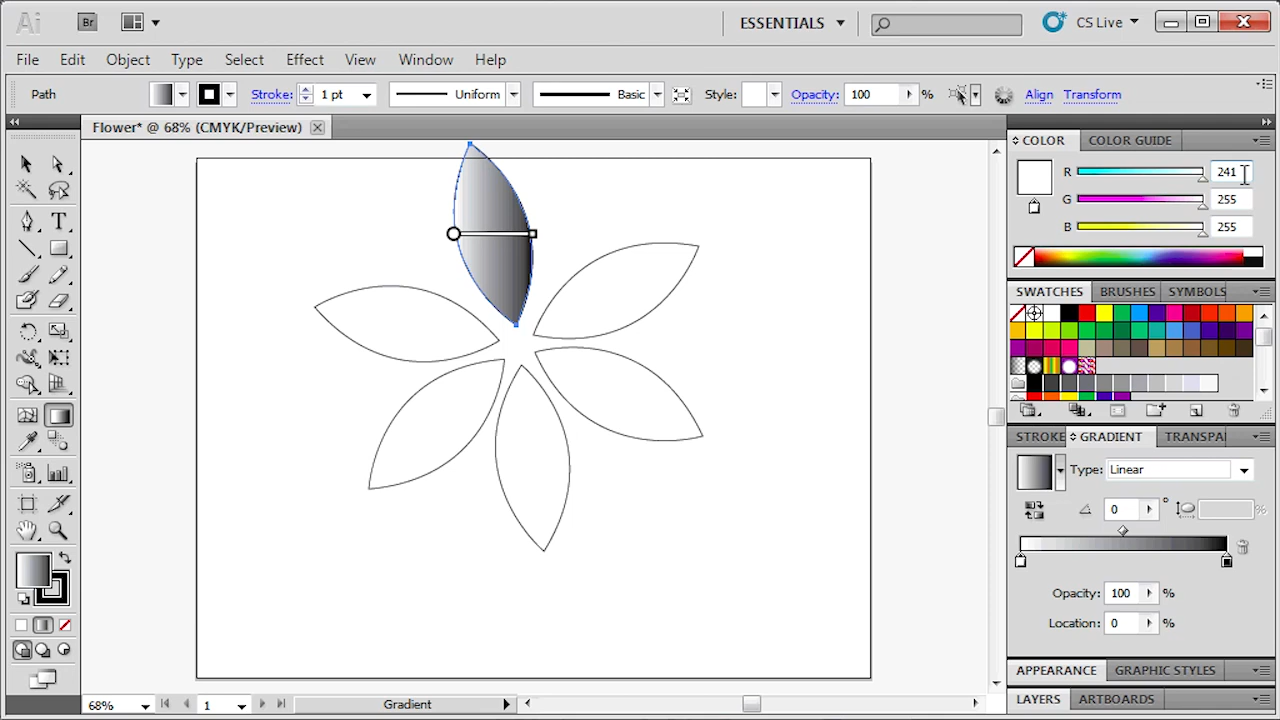 Ai Br ESSENTIALS CS Live
File Edit Object Type Select Effect View Window Help
Path Stroke: 1 pt Uniform Basic Style: Opacity: 100 % Align Transform
Flower* @ 68% (CMYK/Preview)
COLOR COLOR GUIDE
R 241
G 255
B 255
SWATCHES BRUSHES SYMBOLS
STROKE GRADIENT TRANSPA
Type: Linear
0 ° %
Opacity: 100 %
Location: 0 %
APPEARANCE GRAPHIC STYLES
LAYERS ARTBOARDS
68% 1 Gradient